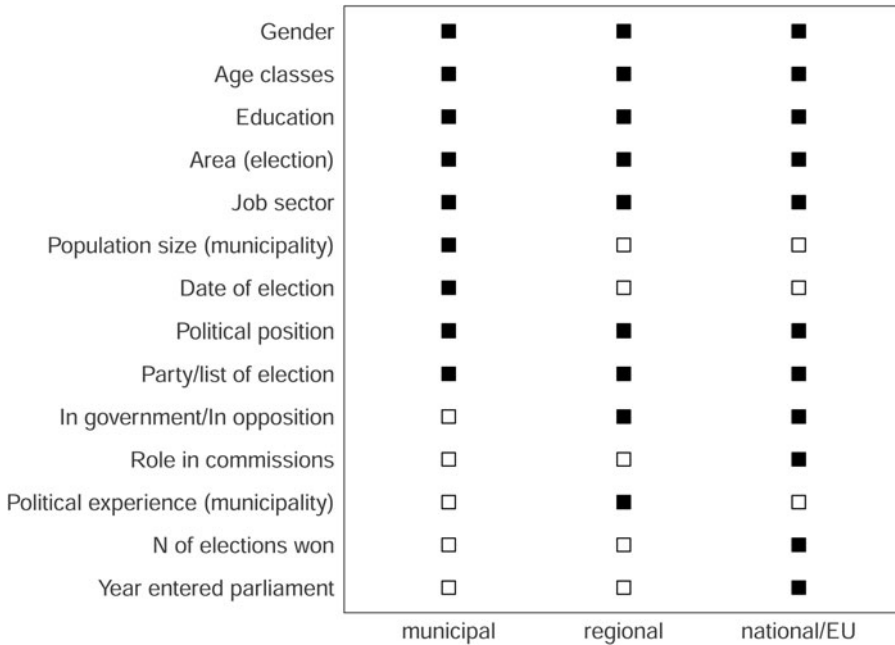 Gender
Age classes
Education
Area (election)
Job sector
Population size (municipality)
Date of election
Political position
Party/list of election
In government/In opposition
Role in commissions
Political experience (municipality)
N of elections won
Year entered parliament
municipal regional national/EU